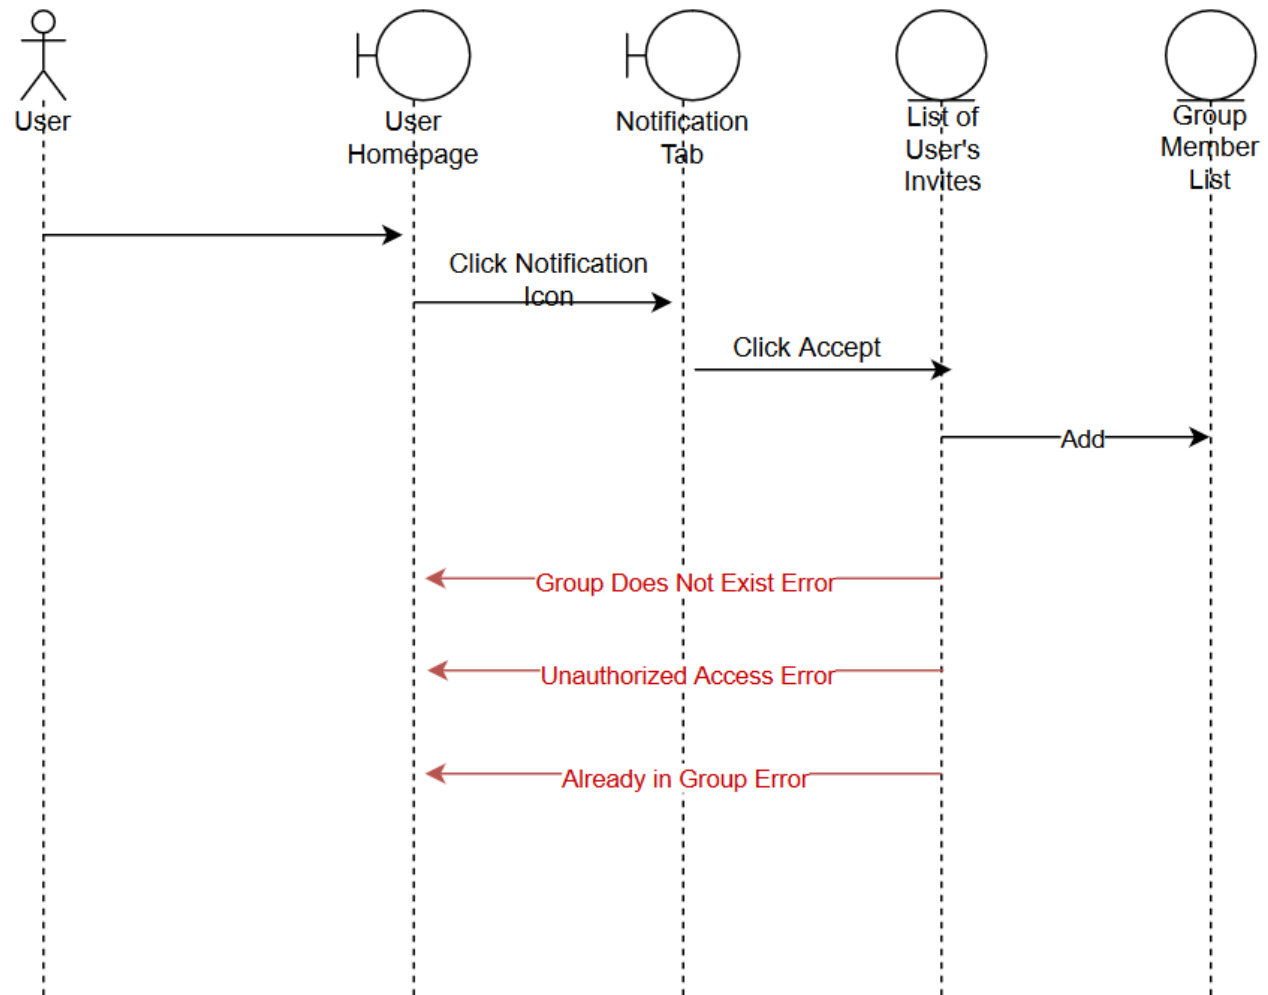 User
User
Homepage
Notification
Tab
List of
User's
Invites
Group
Member
List
Click Notification
Icon
Click Accept
Add
Group Does Not Exist Error
Unauthorized Access Error
Already in Group Error